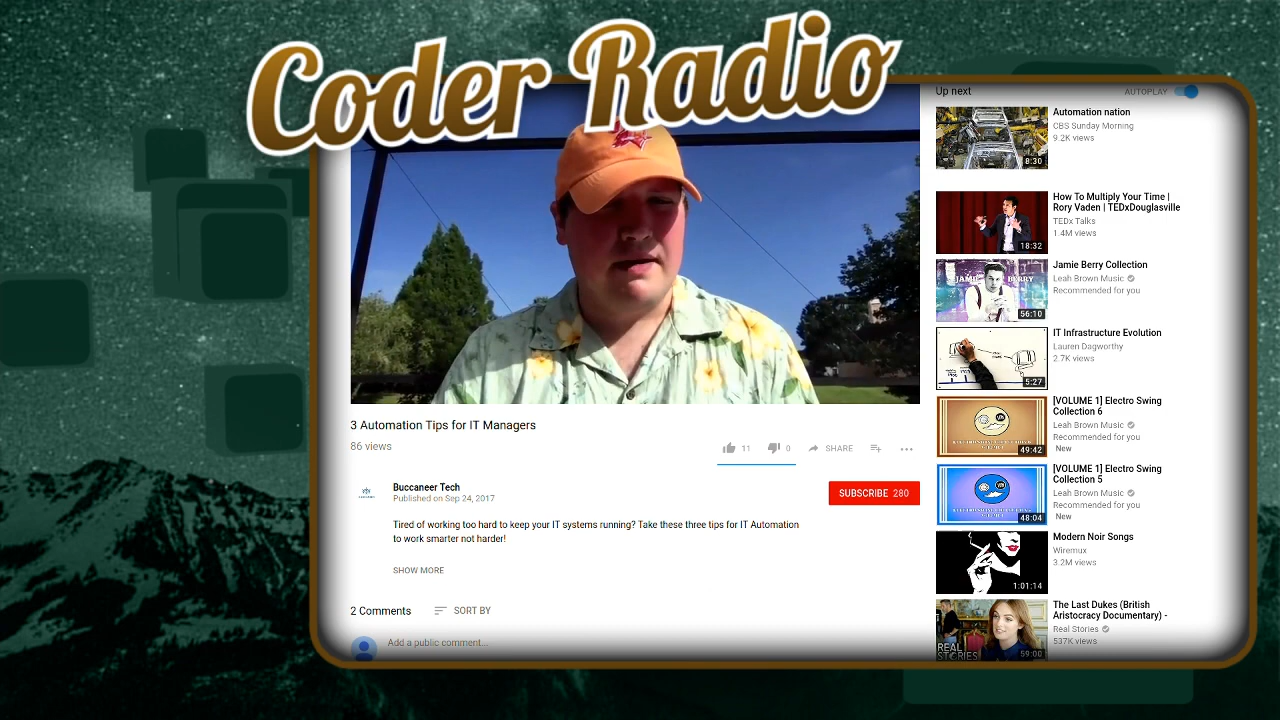 Coder Radio
3 Automation Tips for IT Managers
86 views
11
0
SHARE
Buccaneer Tech
Published on Sep 24, 2017
SUBSCRIBE 280
Tired of working too hard to keep your IT systems running? Take these three tips for IT Automation
to work smarter not harder!
SHOW MORE
2 Comments
SORT BY
Add a public comment...
Up next
AUTOPLAY
8:30
Automation nation
CBS Sunday Morning
9.2K views
18:32
How To Multiply Your Time |
Rory Vaden | TEDxDouglasville
TEDx Talks
1.4M views
JAMIE BERRY
56:10
Jamie Berry Collection
Leah Brown Music
Recommended for you
5:27
IT Infrastructure Evolution
Lauren Dagworthy
2.7K views
49:42
[VOLUME 1] Electro Swing
Collection 6
Leah Brown Music
Recommended for you
New
48:04
[VOLUME 1] Electro Swing
Collection 5
Leah Brown Music
Recommended for you
New
1:01:14
Modern Noir Songs
Wiremux
3.2M views
REAL
STORIES
59:00
The Last Dukes (British
Aristocracy Documentary) -
Real Stories
537K views